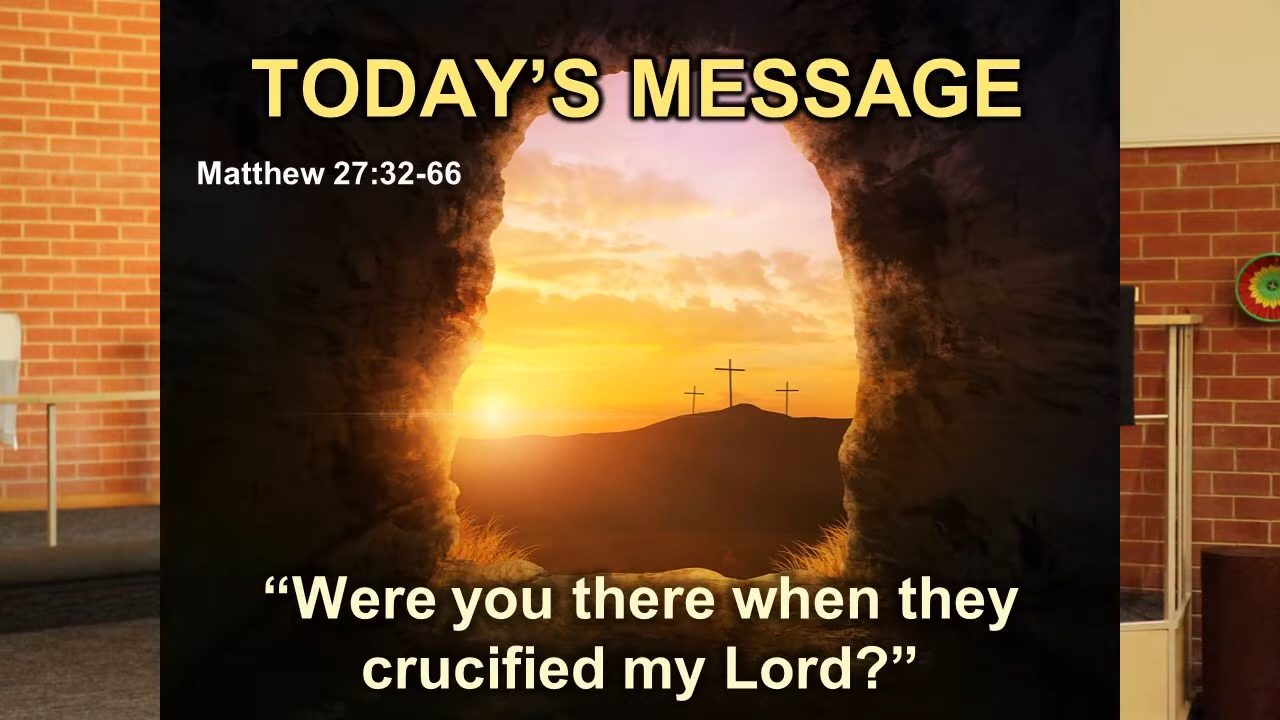 TODAY’S MESSAGE
Matthew 27:32-66
“Were you there when they
crucified my Lord?”